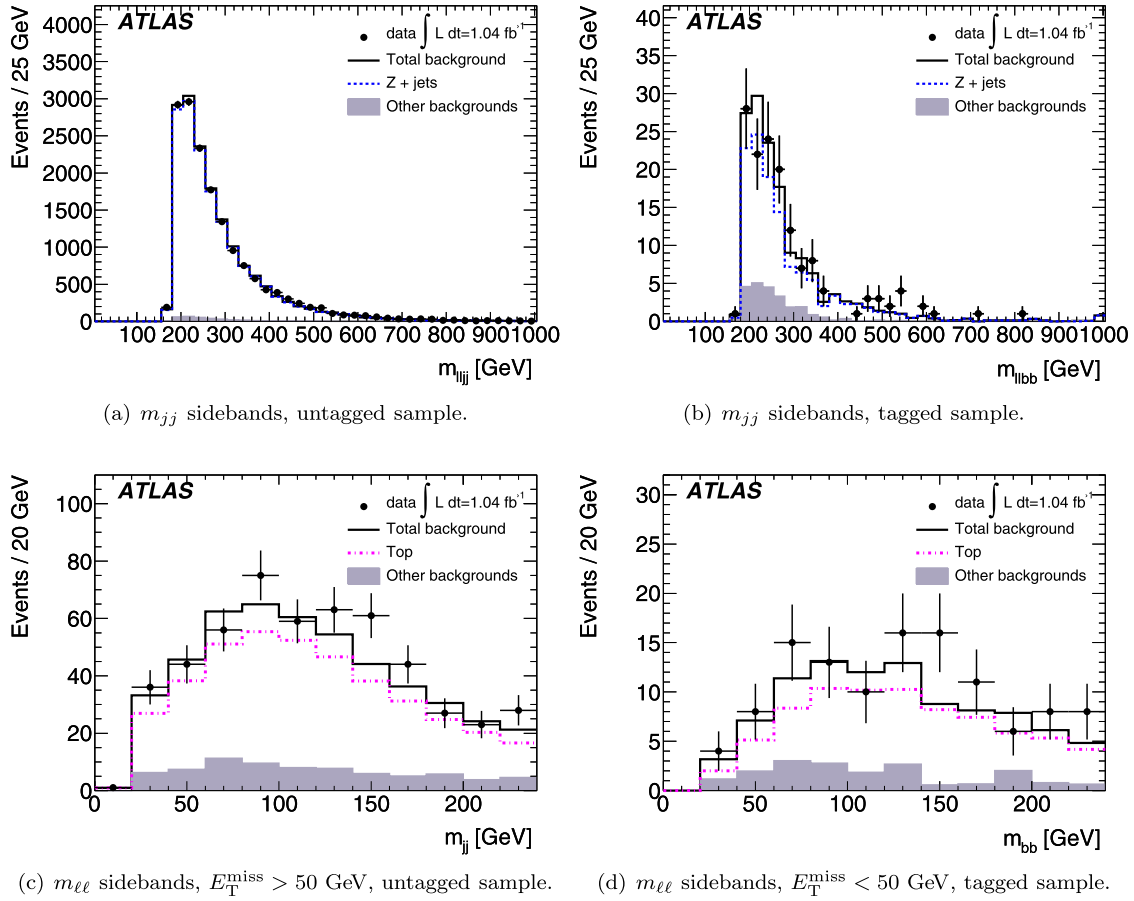 ATLAS
data ∫ L dt=1.04 fb⁻¹
Total background
Z + jets
Other backgrounds
Events / 25 GeV
4000
3500
3000
2500
2000
1500
1000
500
0
100 200 300 400 500 600 700 800 900 1000
m_lljj [GeV]
(a) m_jj sidebands, untagged sample.
ATLAS
data ∫ L dt=1.04 fb⁻¹
Total background
Z + jets
Other backgrounds
Events / 25 GeV
40
35
30
25
20
15
10
5
0
100 200 300 400 500 600 700 800 900 1000
m_llbb [GeV]
(b) m_jj sidebands, tagged sample.
ATLAS
data ∫ L dt=1.04 fb⁻¹
Total background
Top
Other backgrounds
Events / 20 GeV
100
80
60
40
20
0
0 50 100 150 200
m_jj [GeV]
(c) m_ℓℓ sidebands, E_T^miss > 50 GeV, untagged sample.
ATLAS
data ∫ L dt=1.04 fb⁻¹
Total background
Top
Other backgrounds
Events / 20 GeV
30
25
20
15
10
5
0
0 50 100 150 200
m_bb [GeV]
(d) m_ℓℓ sidebands, E_T^miss < 50 GeV, tagged sample.